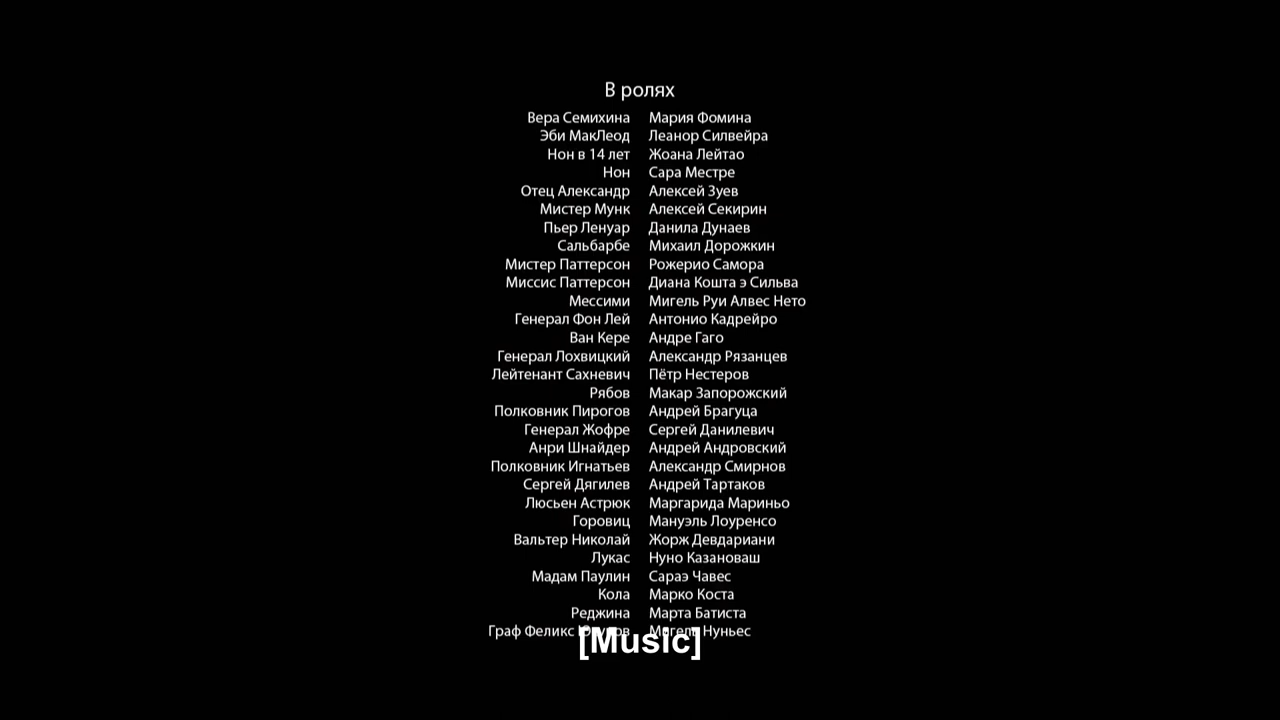 В ролях
Вера Семихина Мария Фомина
Эби МакЛеод Леанор Силвейра
Нон в 14 лет Жоана Лейтао
Нон Сара Местре
Отец Александр Алексей Зуев
Мистер Мунк Алексей Секирин
Пьер Ленуар Данила Дунаев
Сальбарбе Михаил Дорожкин
Мистер Паттерсон Рожерио Самора
Миссис Паттерсон Диана Кошта э Сильва
Мессими Мигель Руи Алвес Нето
Генерал Фон Лей Антонио Кадрейро
Ван Кере Андре Гаго
Генерал Лохвицкий Александр Рязанцев
Лейтенант Сахневич Пётр Нестеров
Рябов Макар Запорожский
Полковник Пирогов Андрей Брагуца
Генерал Жофре Сергей Данилевич
Анри Шнайдер Андрей Андровский
Полковник Игнатьев Александр Смирнов
Сергей Дягилев Андрей Тартаков
Люсьен Астрюк Маргарида Мариньо
Горовиц Мануэль Лоуренсо
Вальтер Николай Жорж Девдариани
Лукас Нуно Казановаш
Мадам Паулин Сараэ Чавес
Кола Марко Коста
Реджина Марта Батиста
Граф Феликс Мигель Нуньес
[Music]